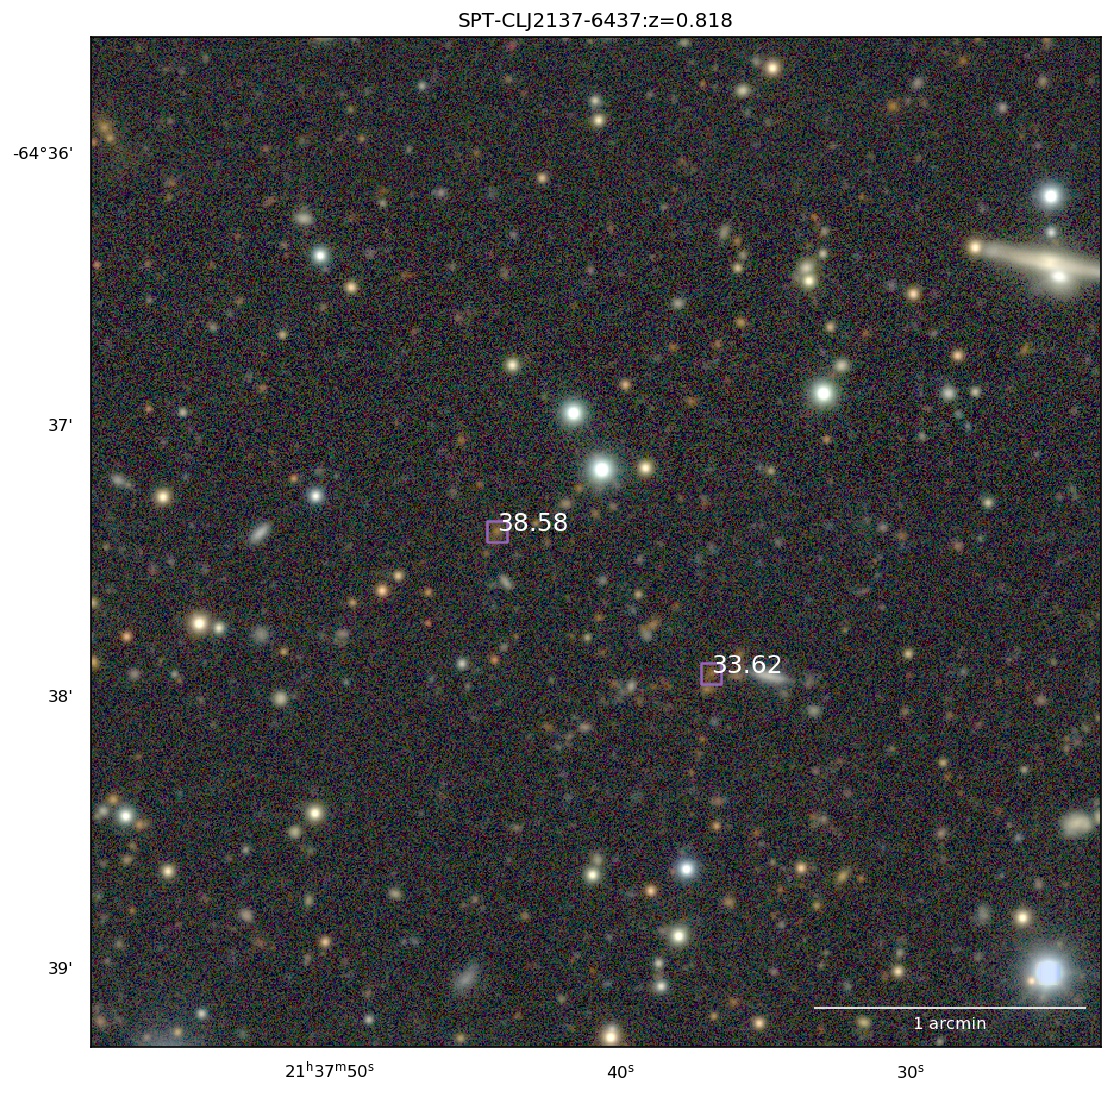 SPT-CLJ2137-6437:z=0.818
-64°36'
37'
38.58
33.62
38'
39'
1 arcmin
21ʰ37ᵐ50ˢ
40ˢ
30ˢ